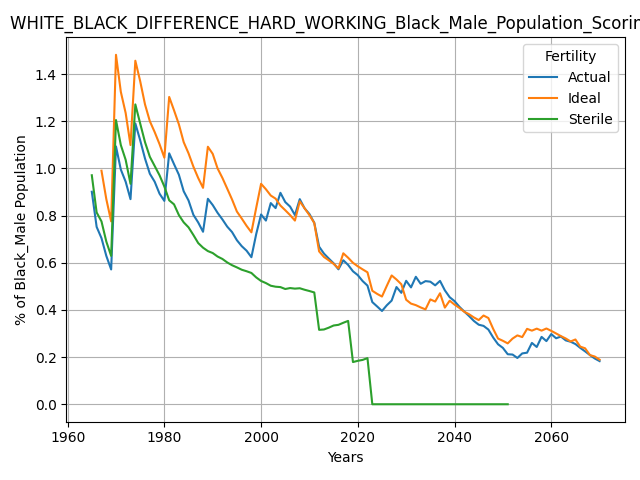 WHITE_BLACK_DIFFERENCE_HARD_WORKING_Black_Male_Population_Scorin
Fertility
Actual
Ideal
Sterile
% of Black_Male Population
1.4
1.2
1.0
0.8
0.6
0.4
0.2
0.0
1960 1980 2000 2020 2040 2060
Years